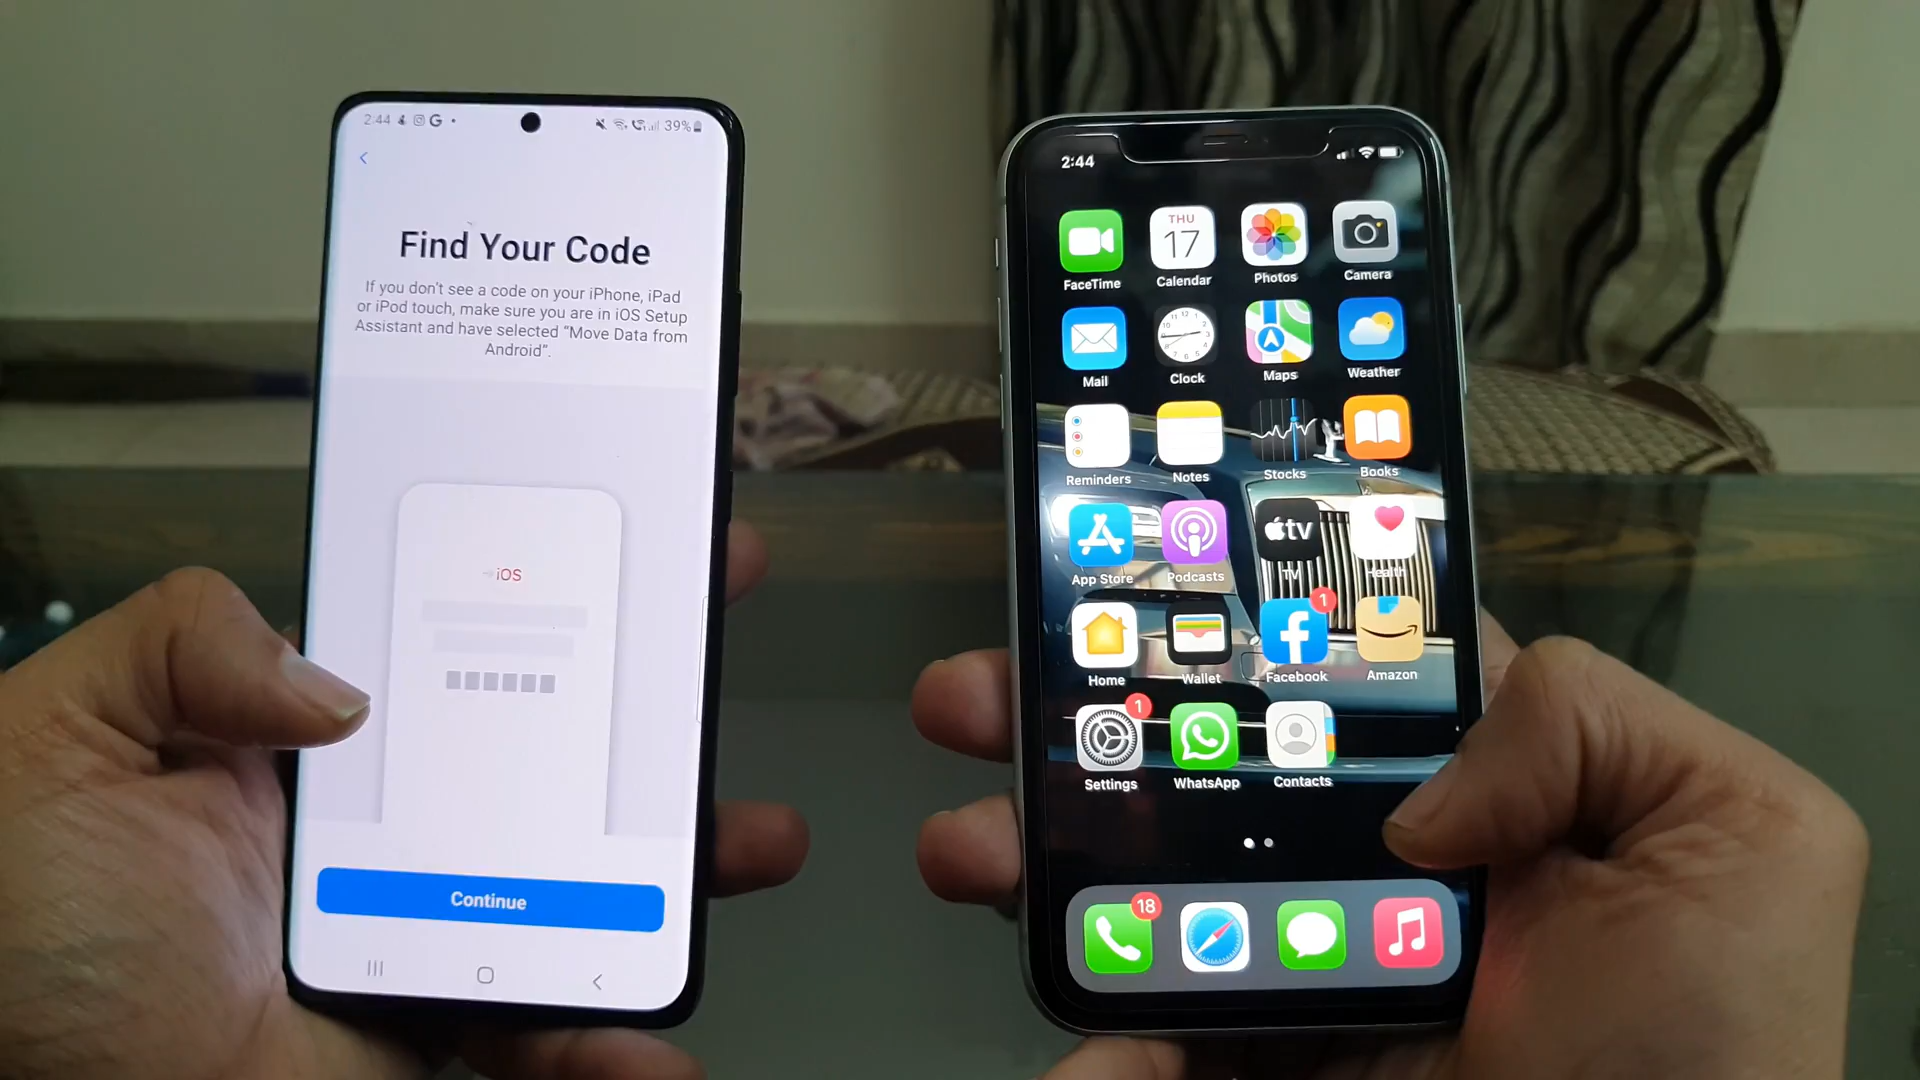 2:44
39%
Find Your Code
If you don't see a code on your iPhone, iPad
or iPod touch, make sure you are in iOS Setup
Assistant and have selected “Move Data from
Android”.
iOS
Continue
2:44
THU
17
FaceTime
Calendar
Photos
Camera
Mail
Clock
Maps
Weather
Reminders
Notes
Stocks
Books
tv
App Store
Podcasts
TV
Health
1
Home
Wallet
Facebook
Amazon
1
Settings
WhatsApp
Contacts
18